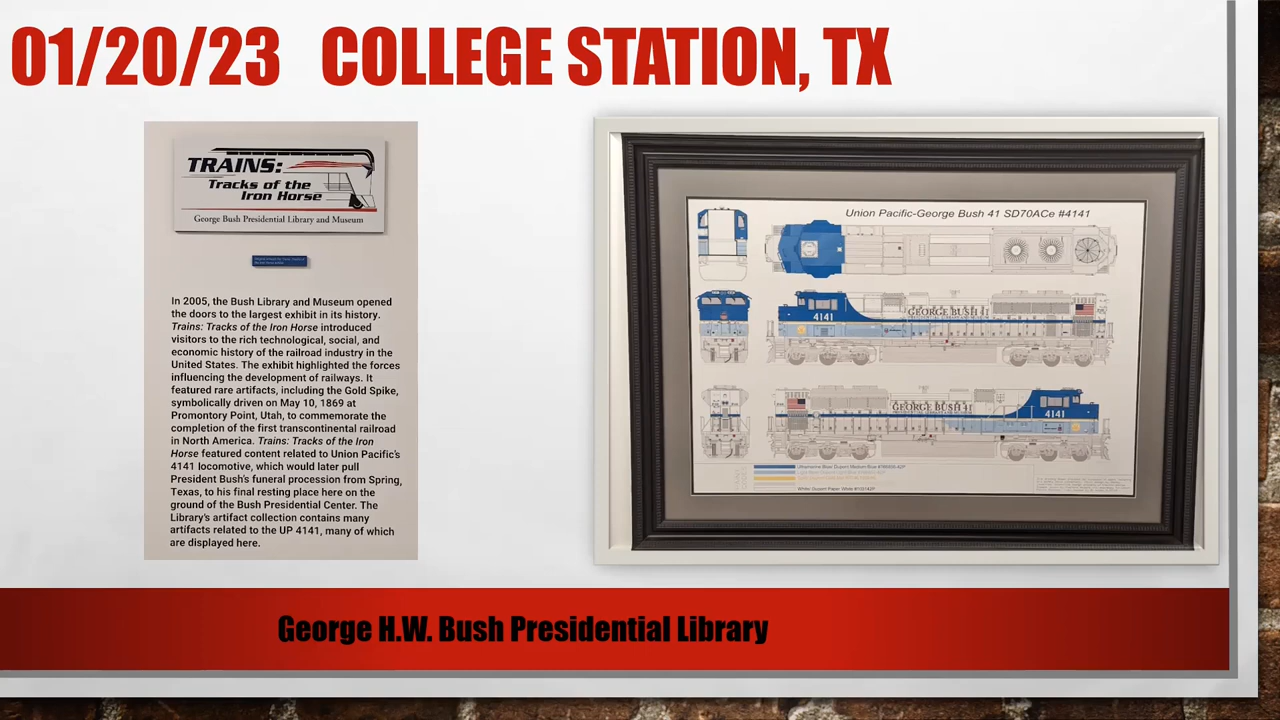 01/20/23 COLLEGE STATION, TX
TRAINS:
Tracks of the
Iron Horse
George Bush Presidential Library and Museum
In 2005, the Bush Library and Museum opened
the doors to the largest exhibit in its history.
Trains: Tracks of the Iron Horse introduced
visitors to the rich technological, social, and
economic history of the railroad industry in the
United States. The exhibit highlighted the forces
influencing the development of railways. It
featured rare artifacts, including the Gold Spike,
symbolically driven on May 10, 1869 at
Promontory Point, Utah, to commemorate the
completion of the first transcontinental railroad
in North America. Trains: Tracks of the Iron
Horse featured content related to Union Pacific's
4141 locomotive, which would later pull
President Bush's funeral procession from Spring,
Texas, to his final resting place here on the
ground of the Bush Presidential Center. The
Library's artifact collection contains many
artifacts related to the UP 4141, many of which
are displayed here.
Union Pacific-George Bush 41 SD70ACe #4141
4141
GEORGE BUSH 41
GEORGE BUSH 41
4141
George H.W. Bush Presidential Library